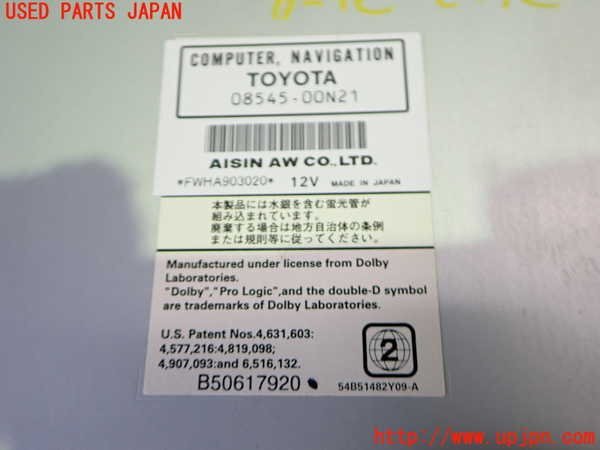 USED PARTS JAPAN
COMPUTER, NAVIGATION
TOYOTA
08545-00N21
AISIN AW CO.,LTD.
*FWHA903020* 12V MADE IN JAPAN
本製品には水銀を含む蛍光管が
組み込まれています。
廃棄する場合は地方自治体の条例
または規則等に従ってください。
Manufactured under license from Dolby
Laboratories.
"Dolby","Pro Logic",and the double-D symbol
are trademarks of Dolby Laboratories.
U.S. Patent Nos.4,631,603:
4,577,216:4,819,098;
4,907,093:and 6,516,132.
2
B50617920
54B51482Y09-A
http://www.upjpn.com